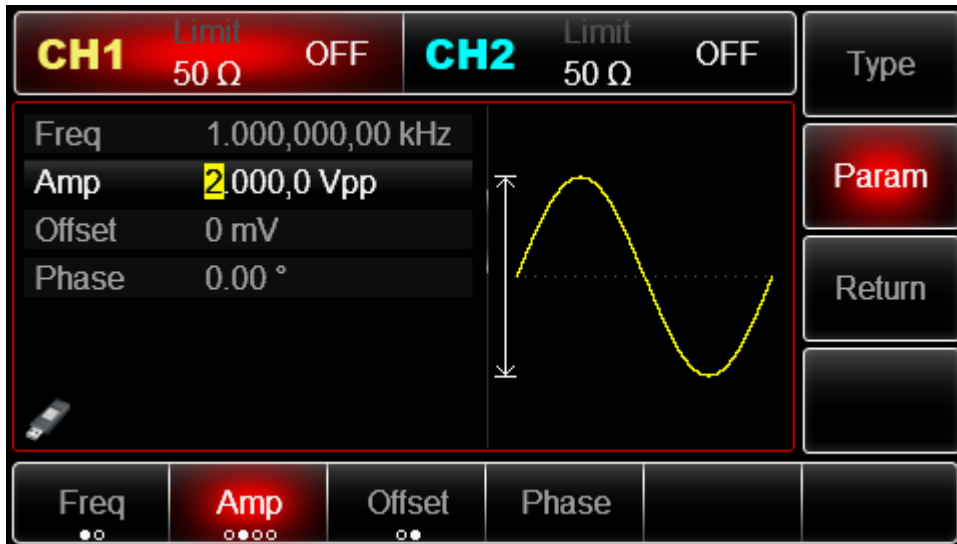 CH1 Limit 50 Ω OFF CH2 Limit 50 Ω OFF
Type
Freq 1.000,000,00 kHz
Amp 2.000,0 Vpp
Offset 0 mV
Phase 0.00 °
Param
Return
Freq Amp Offset Phase